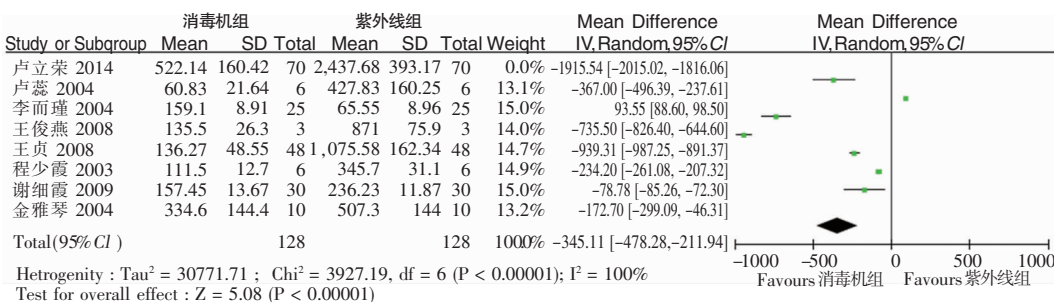 消毒机组 紫外线组 Mean Difference Mean Difference
Study or Subgroup Mean SD Total Mean SD Total Weight IV, Random, 95% CI IV, Random, 95% CI
卢立荣 2014 522.14 160.42 70 2,437.68 393.17 70 0.0% -1915.54 [-2015.02, -1816.06]
卢蕊 2004 60.83 21.64 6 427.83 160.25 6 13.1% -367.00 [-496.39, -237.61]
李而瑾 2004 159.1 8.91 25 65.55 8.96 25 15.0% 93.55 [88.60, 98.50]
王俊燕 2008 135.5 26.3 3 871 75.9 3 14.0% -735.50 [-826.40, -644.60]
王贞 2008 136.27 48.55 48 1,075.58 162.34 48 14.7% -939.31 [-987.25, -891.37]
程少霞 2003 111.5 12.7 6 345.7 31.1 6 14.9% -234.20 [-261.08, -207.32]
谢细霞 2009 157.45 13.67 30 236.23 11.87 30 15.0% -78.78 [-85.26, -72.30]
金雅琴 2004 334.6 144.4 10 507.3 144 10 13.2% -172.70 [-299.09, -46.31]
Total (95% CI) 128 128 100.0% -345.11 [-478.28, -211.94]
-1000 -500 0 500 1000
Hetrogenity : Tau² = 30771.71 ; Chi² = 3927.19, df = 6 (P < 0.00001); I² = 100%
Favours 消毒机组 Favours 紫外线组
Test for overall effect : Z = 5.08 (P < 0.00001)